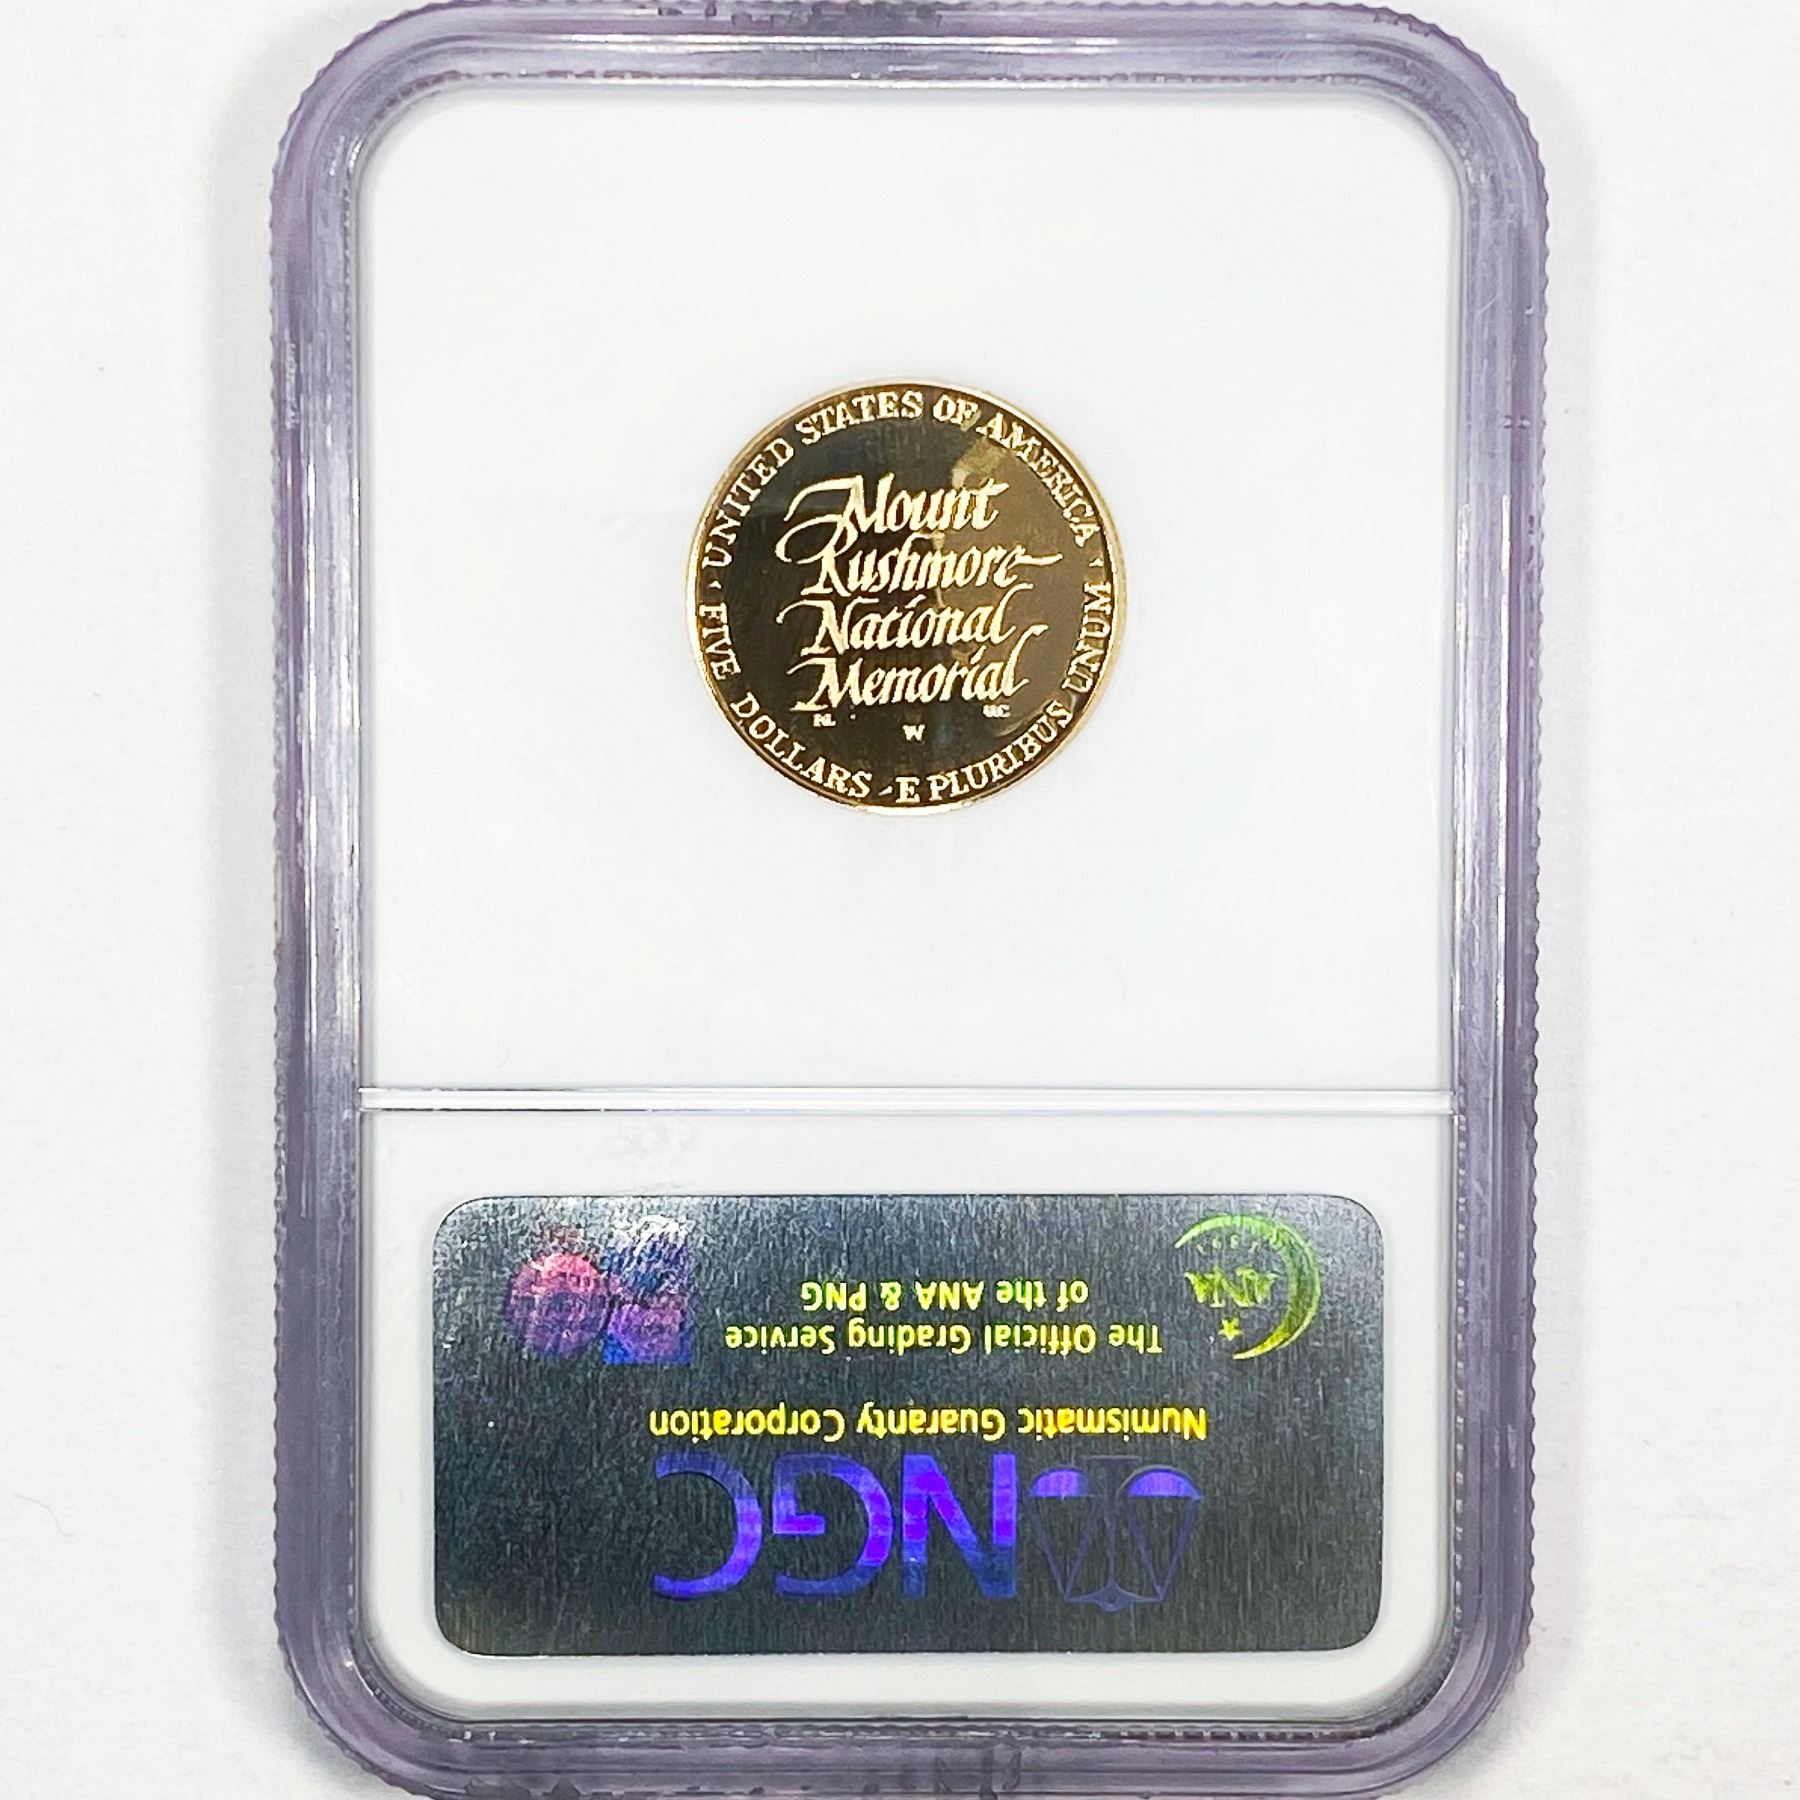 UNITED STATES OF AMERICA
Mount
Rushmore
National
Memorial
W
FIVE DOLLARS
E PLURIBUS UNUM
NGC
Numismatic Guaranty Corporation
The Official Grading Service
of the ANA & PNG
ANA